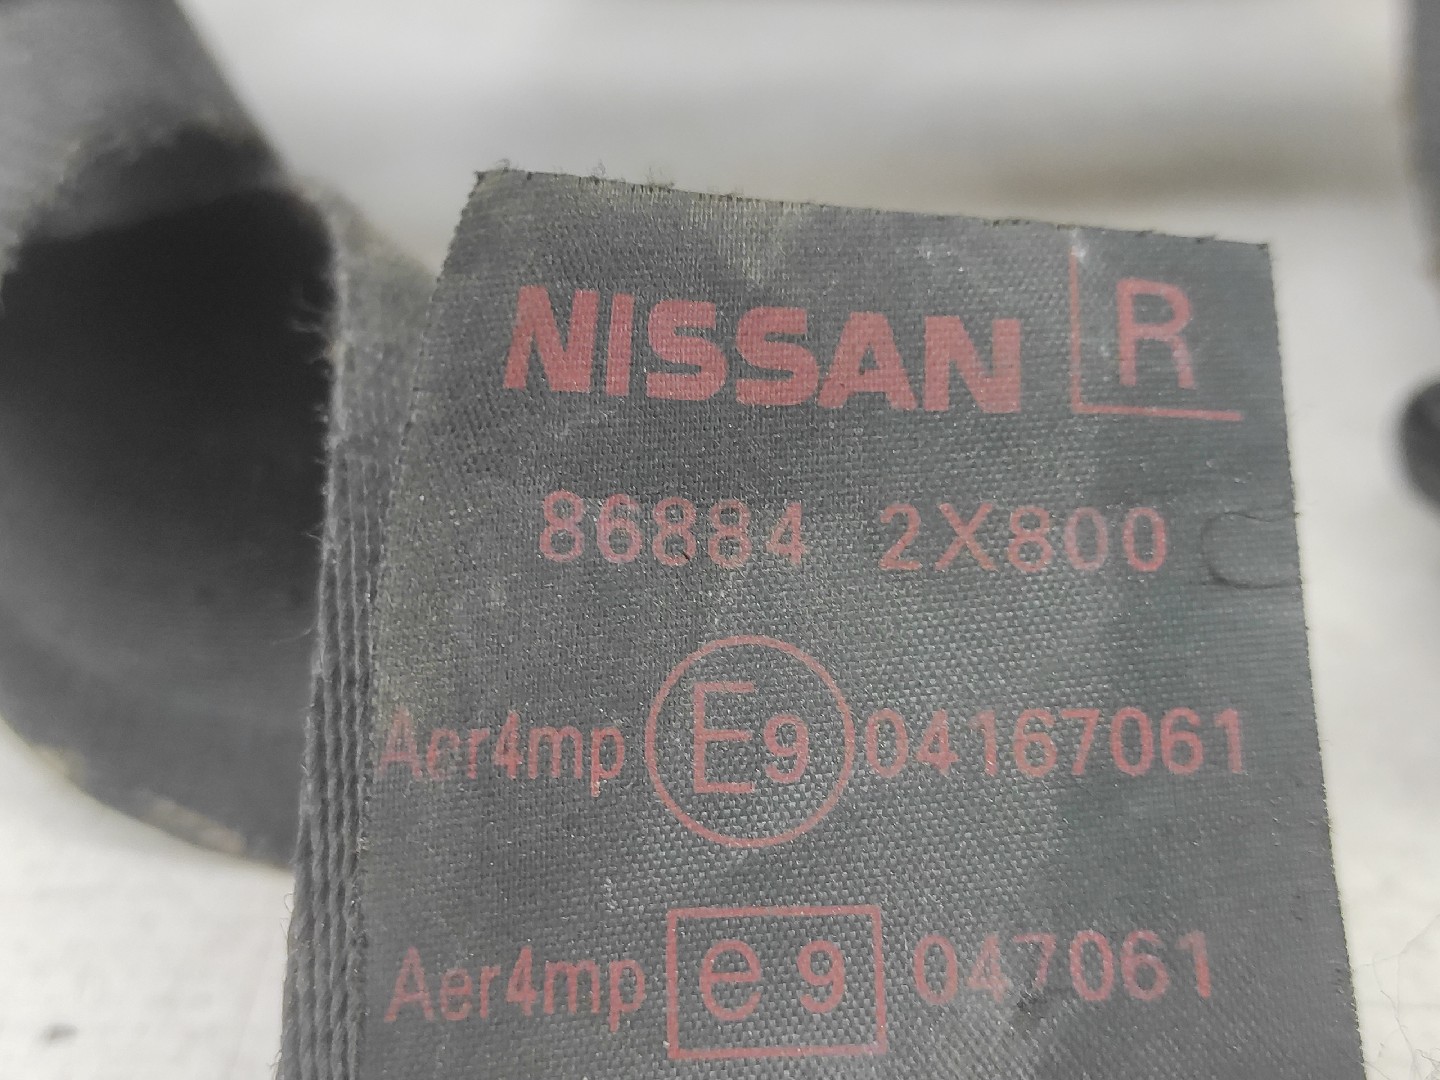 NISSAN R
86884 2X800
Aer4mp E9 04167061
Aer4mp e9 047061